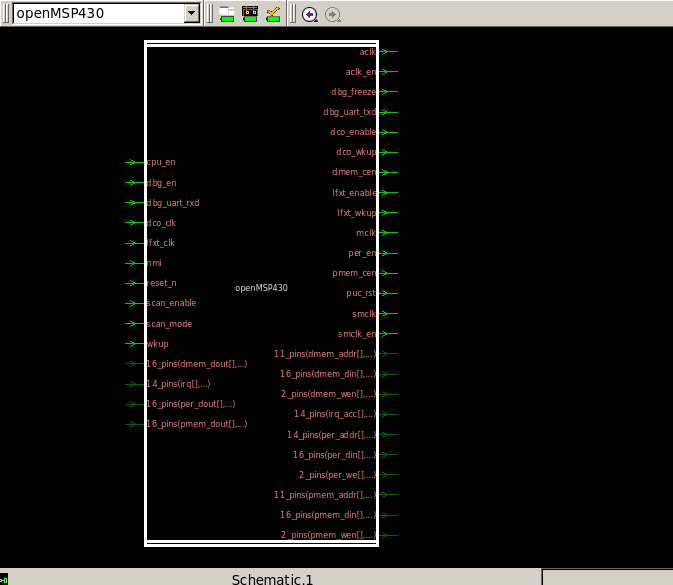 openMSP430
aclk
aclk_en
dbg_freeze
dbg_uart_txd
dco_enable
dco_wkup
cpu_en
dmem_cen
dbg_en
lfxt_enable
dbg_uart_rxd
lfxt_wkup
dco_clk
mclk
lfxt_clk
per_en
nmi
pmem_cen
reset_n
openMSP430
puc_rst
scan_enable
smclk
scan_mode
smclk_en
wkup
11_pins(dmem_addr[],...)
16_pins(dmem_dout[],...)
16_pins(dmem_din[],...)
14_pins(irq[],...)
2_pins(dmem_wen[],...)
16_pins(per_dout[],...)
14_pins(irq_acc[],...)
16_pins(pmem_dout[],...)
14_pins(per_addr[],...)
16_pins(per_din[],...)
2_pins(per_we[],...)
11_pins(pmem_addr[],...)
16_pins(pmem_din[],...)
2_pins(pmem_wen[],...)
Schematic.1